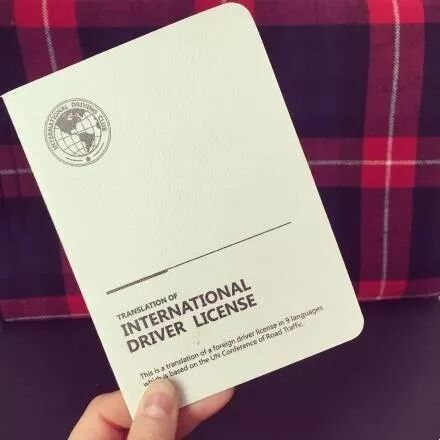 INTERNATIONAL DRIVING CLUB
TRANSLATION OF
INTERNATIONAL
DRIVER LICENSE
This is a translation of a foreign driver license in 9 languages
which is based on the UN Conference of Road Traffic.